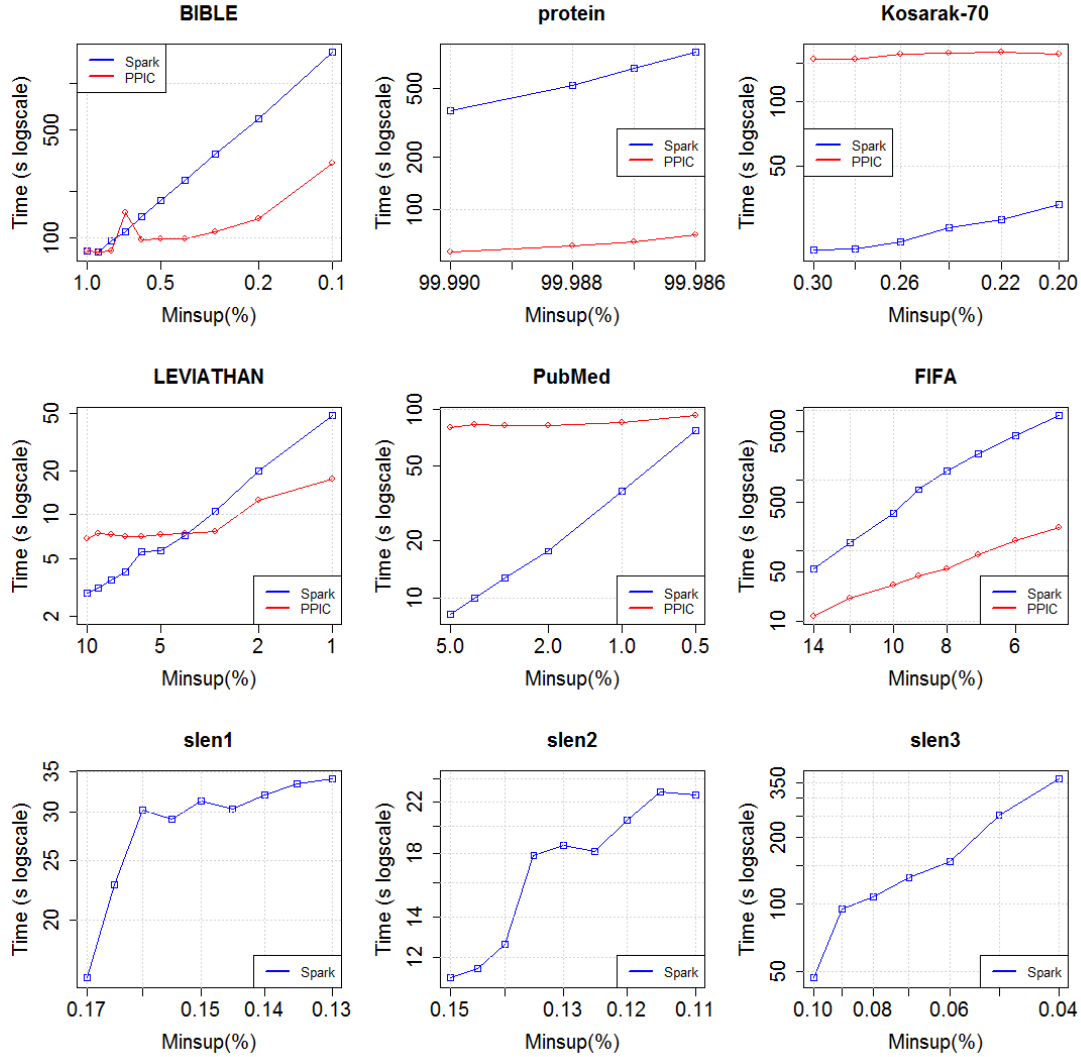 BIBLE
Time (s logscale)
500
100
Spark
PPIC
1.0 0.5 0.2 0.1
Minsup(%)
protein
Time (s logscale)
500
200
100
Spark
PPIC
99.990 99.988 99.986
Minsup(%)
Kosarak-70
Time (s logscale)
100
50
Spark
PPIC
0.30 0.26 0.22 0.20
Minsup(%)
LEVIATHAN
Time (s logscale)
50
20
10
5
2
Spark
PPIC
10 5 2 1
Minsup(%)
PubMed
Time (s logscale)
100
50
20
10
Spark
PPIC
5.0 2.0 1.0 0.5
Minsup(%)
FIFA
Time (s logscale)
5000
500
50
10
Spark
PPIC
14 10 8 6
Minsup(%)
slen1
Time (s logscale)
35
30
25
20
Spark
0.17 0.15 0.14 0.13
Minsup(%)
slen2
Time (s logscale)
22
18
14
12
Spark
0.15 0.13 0.12 0.11
Minsup(%)
slen3
Time (s logscale)
350
200
100
50
Spark
0.10 0.08 0.06 0.04
Minsup(%)